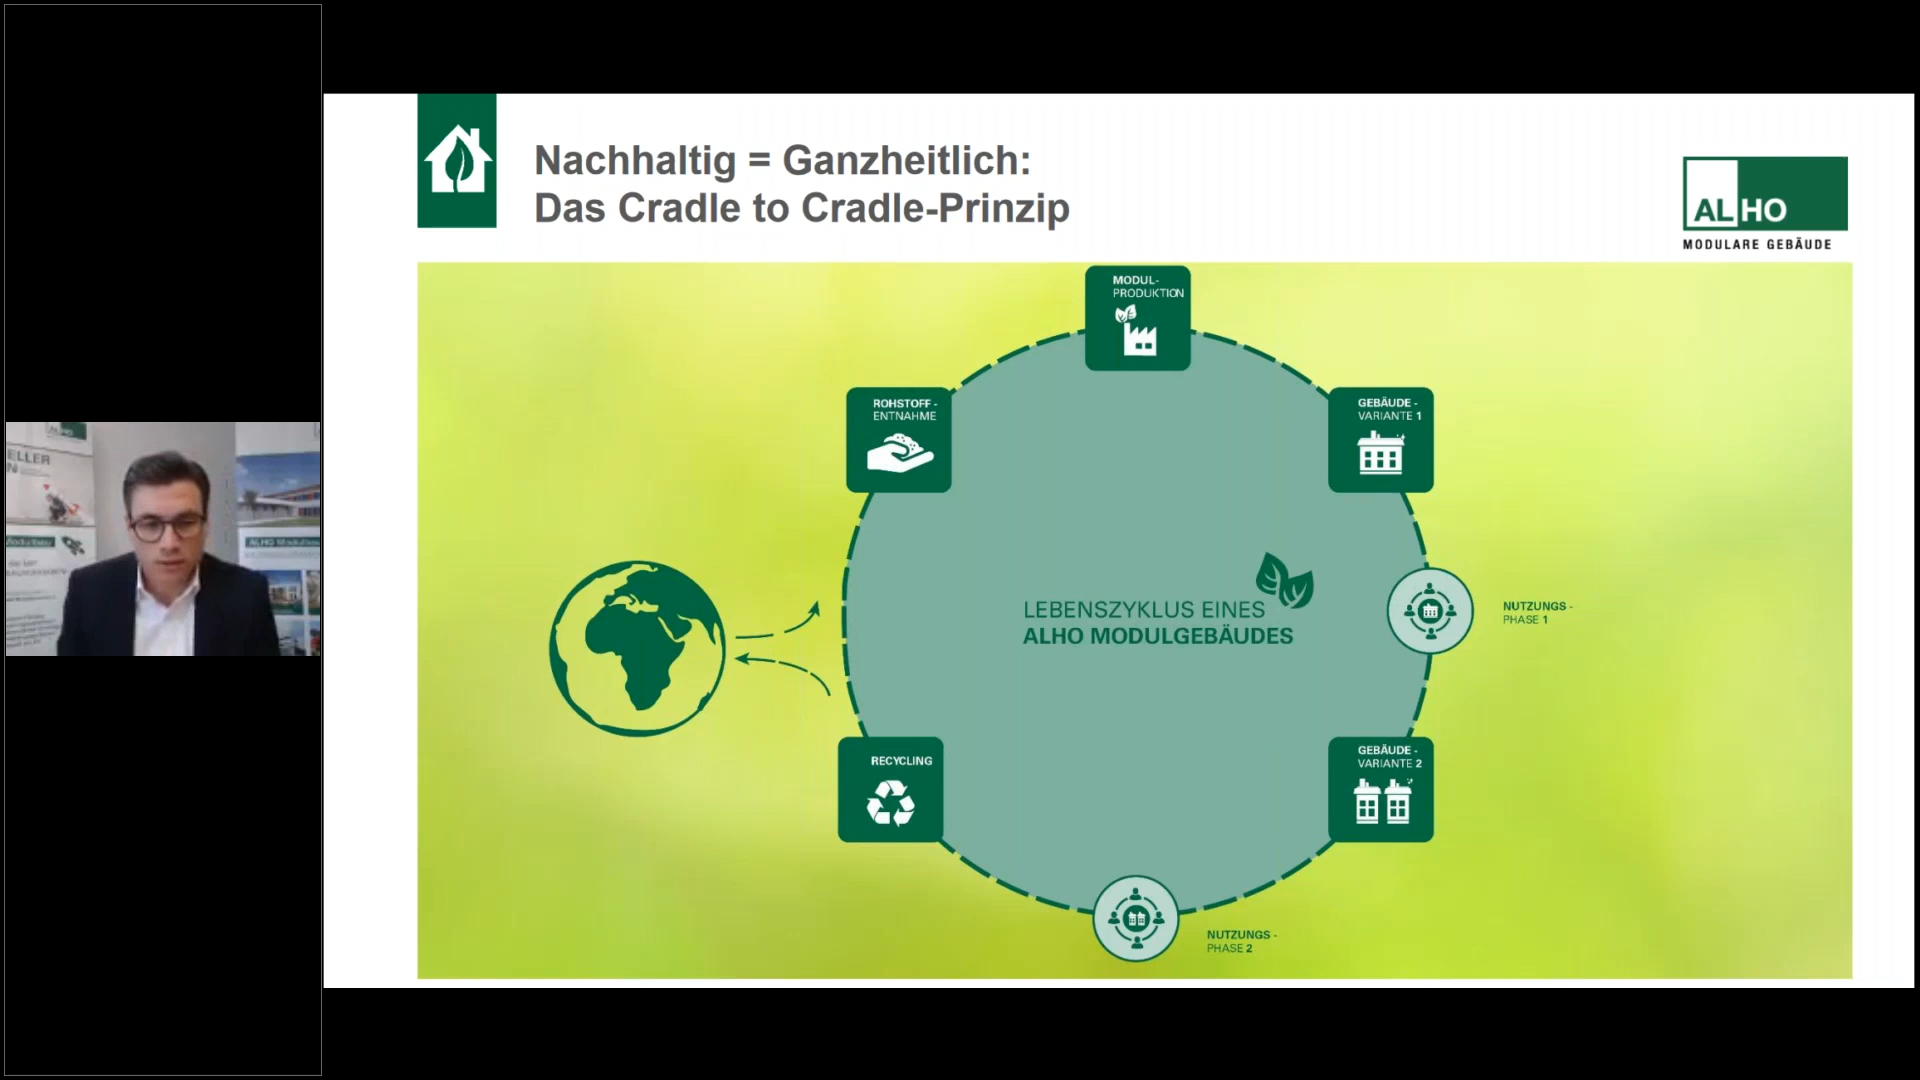 Nachhaltig = Ganzheitlich:
Das Cradle to Cradle-Prinzip
ALHO
MODULARE GEBÄUDE
MODUL-
PRODUKTION
ROHSTOFF -
ENTNAHME
GEBÄUDE -
VARIANTE 1
LEBENSZYKLUS EINES
ALHO MODULGEBÄUDES
NUTZUNGS -
PHASE 1
RECYCLING
GEBÄUDE -
VARIANTE 2
NUTZUNGS -
PHASE 2
ELLER
N